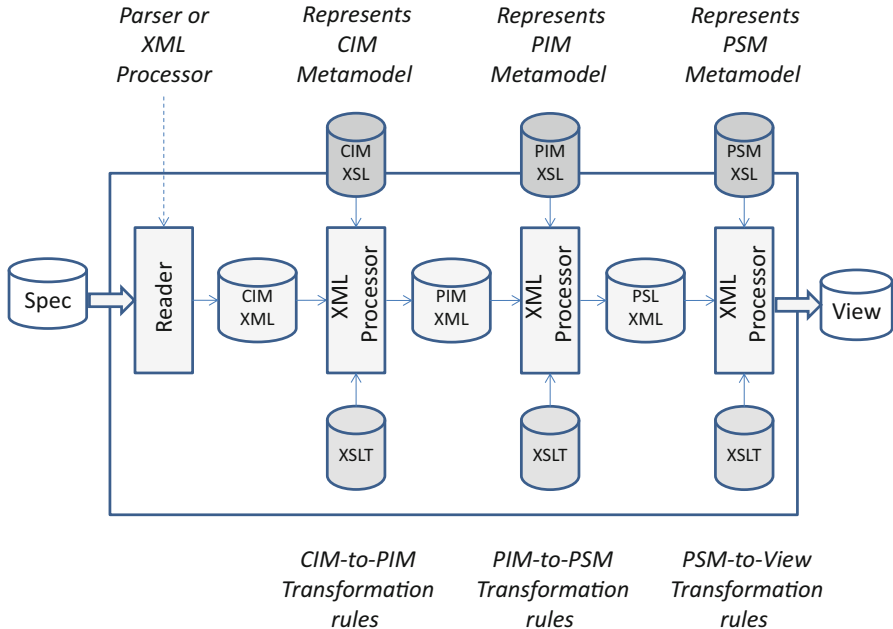 Parser or
XML
Processor
Represents
CIM
Metamodel
Represents
PIM
Metamodel
Represents
PSM
Metamodel
CIM
XSL
PIM
XSL
PSM
XSL
Spec
Reader
CIM
XML
XML
Processor
PIM
XML
XML
Processor
PSL
XML
XML
Processor
View
XSLT
XSLT
XSLT
CIM-to-PIM
Transformation
rules
PIM-to-PSM
Transformation
rules
PSM-to-View
Transformation
rules